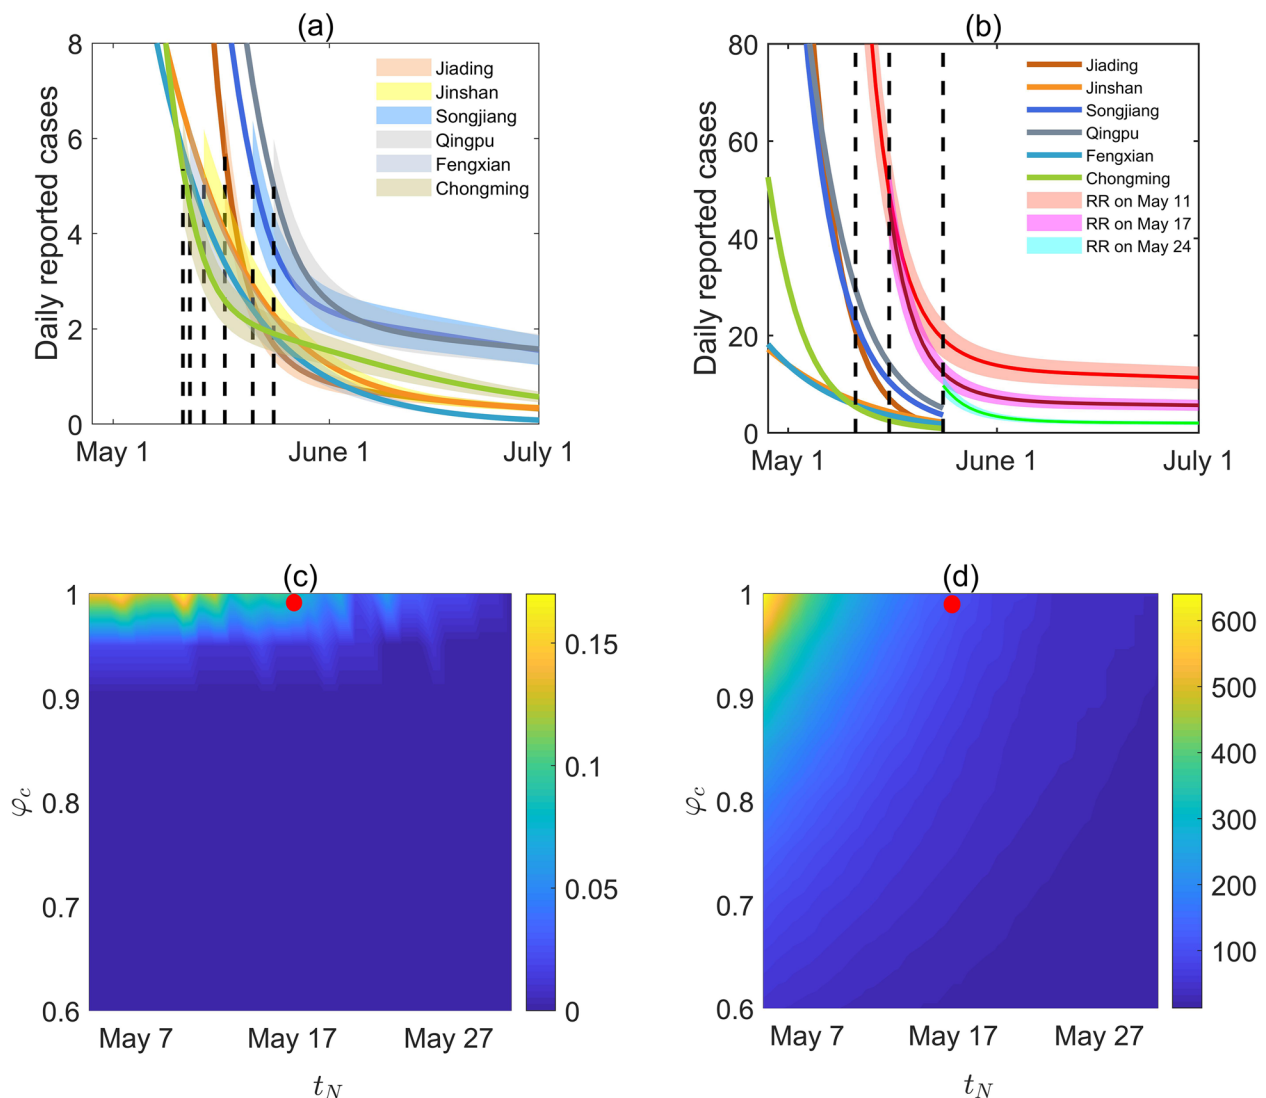 (a)
8
6
4
2
0
Daily reported cases
Jiading
Jinshan
Songjiang
Qingpu
Fengxian
Chongming
May 1
June 1
July 1
(b)
80
60
40
20
0
Daily reported cases
Jiading
Jinshan
Songjiang
Qingpu
Fengxian
Chongming
RR on May 11
RR on May 17
RR on May 24
May 1
June 1
July 1
(c)
1
0.9
0.8
0.7
0.6
φc
May 7
May 17
May 27
tN
0.15
0.1
0.05
0
(d)
1
0.9
0.8
0.7
0.6
φc
May 7
May 17
May 27
tN
600
500
400
300
200
100